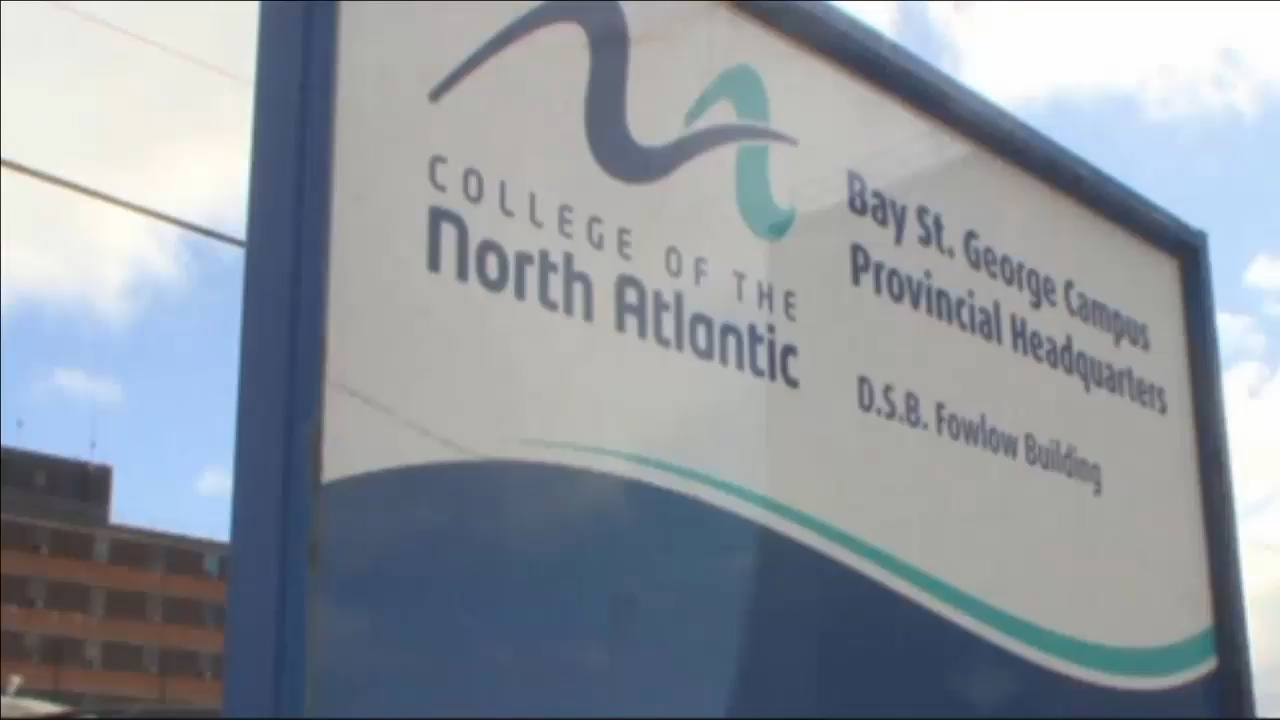 COLLEGE OF THE
North Atlantic
Bay St. George Campus
Provincial Headquarters
D.S.B. Fowlow Building